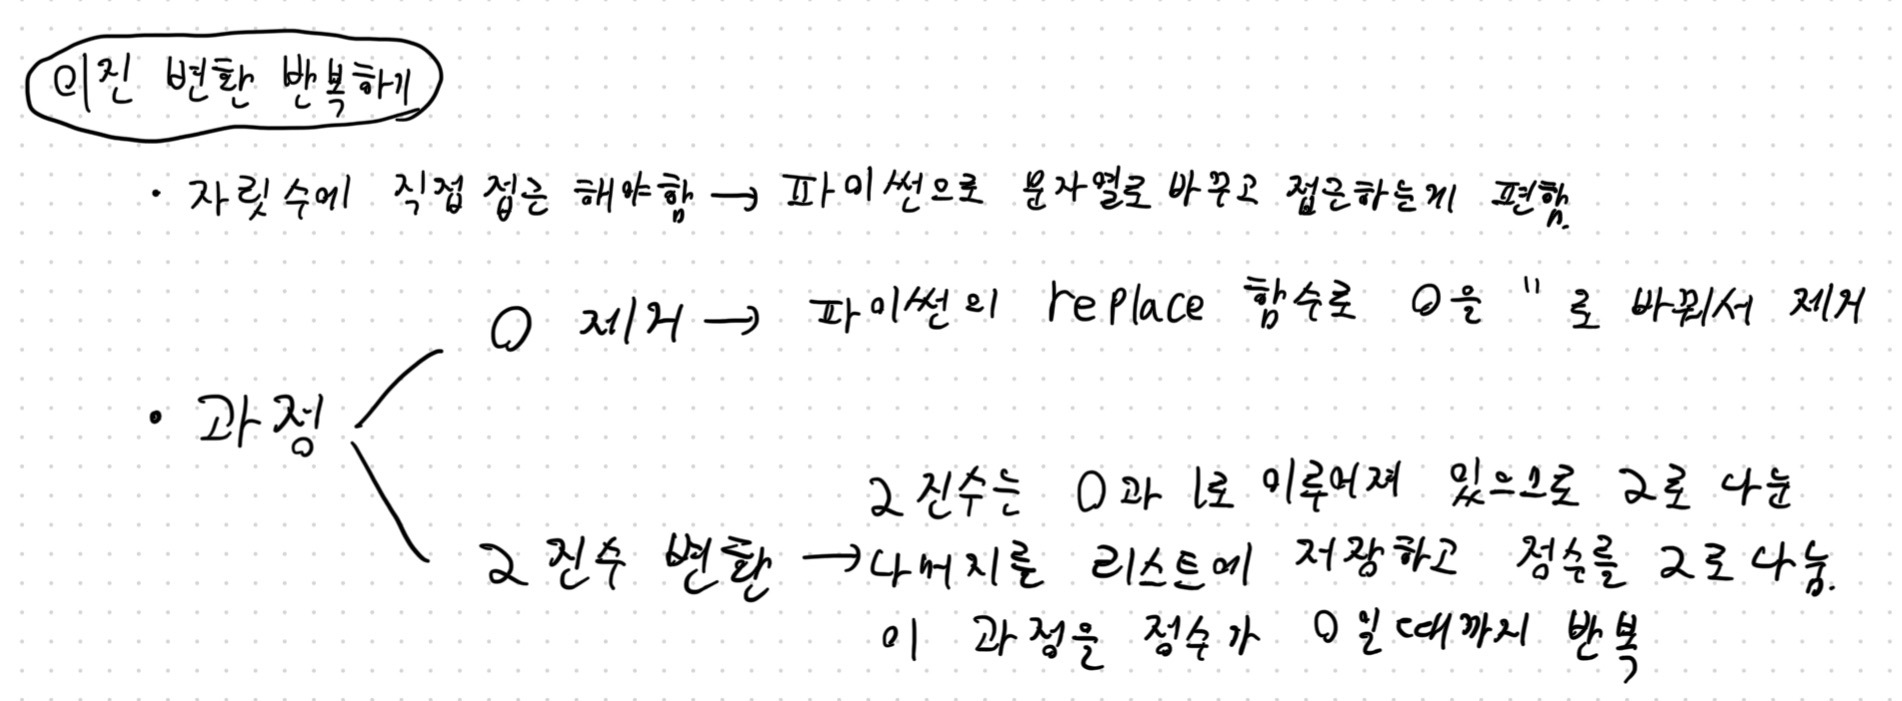 이진 변환 반복하기
· 자릿수에 직접 접근 해야함 → 파이썬으로 문자열로 바꾸고 접근하는게 편함.
0 제거 → 파이썬의 replace 함수로 0을 '' 로 바꿔서 제거
· 과정
2진수는 0과 1로 이루어져 있으므로 2로 나눈
2진수 변환 → 나머지를 리스트에 저장하고 정수를 2로 나눔.
이 과정을 정수가 0일때까지 반복